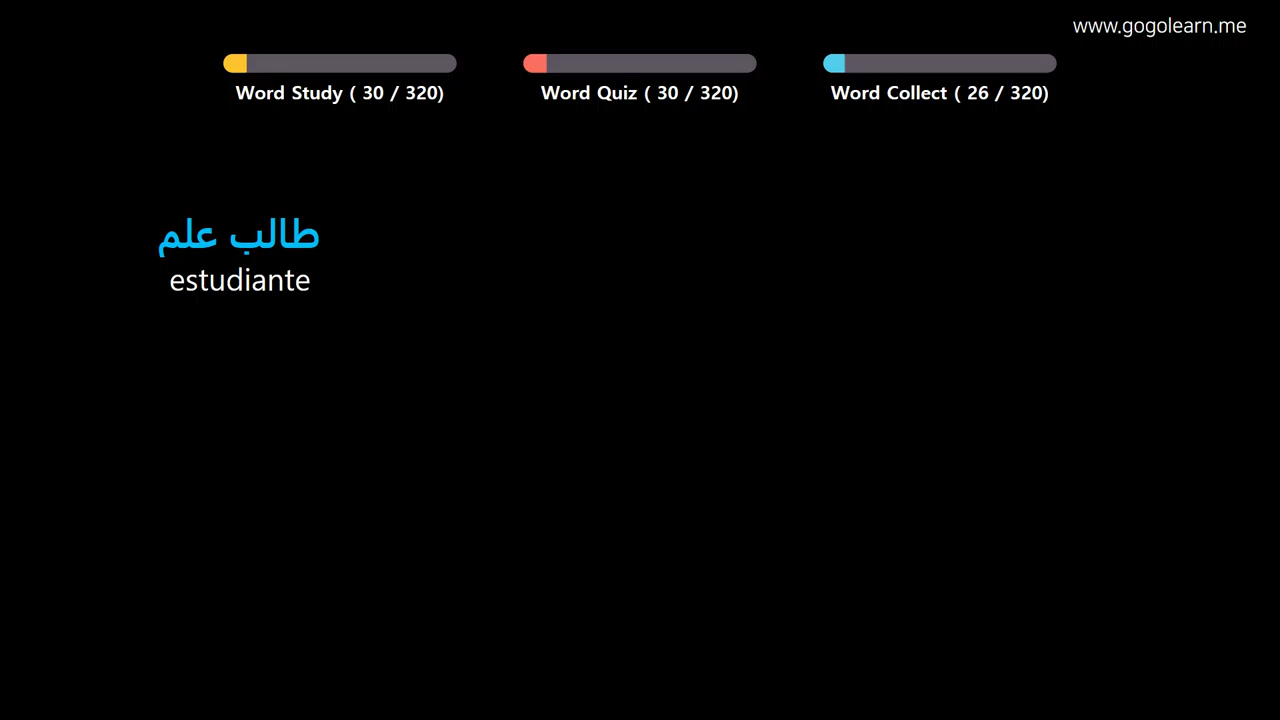 www.gogolearn.me
Word Study ( 30 / 320)
Word Quiz ( 30 / 320)
Word Collect ( 26 / 320)
طالب علم
estudiante